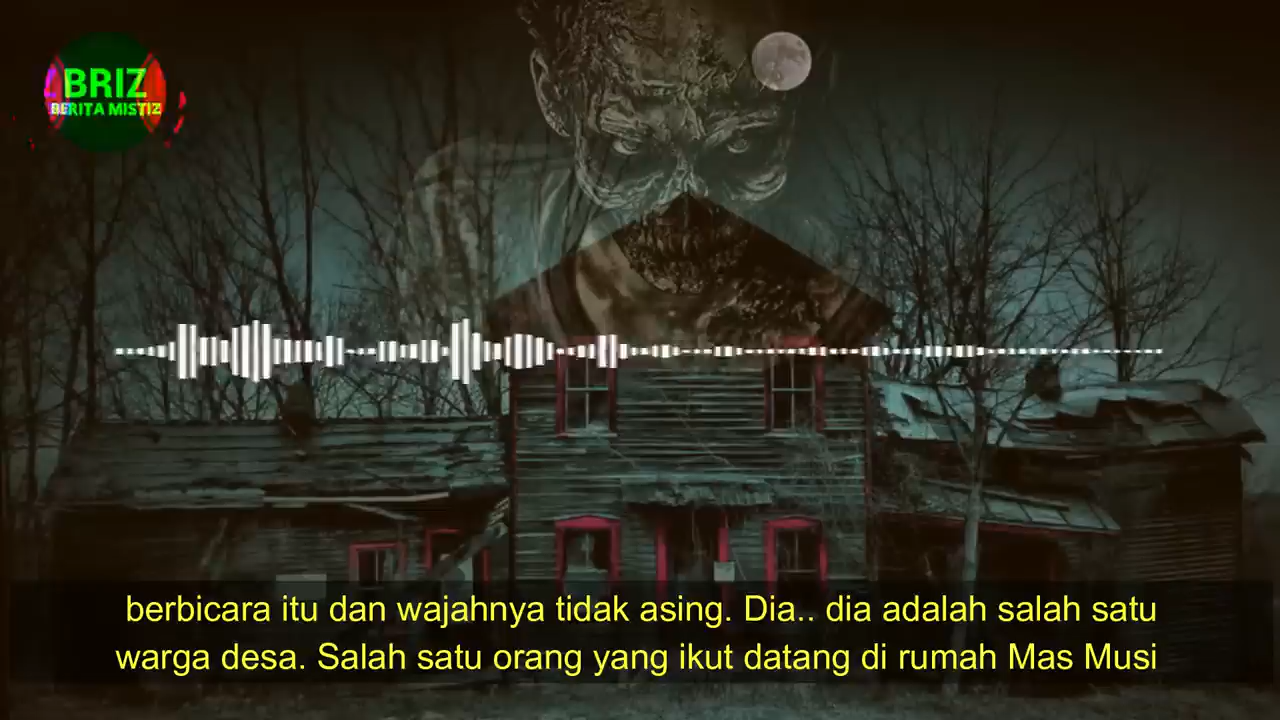 BRIZ
BERITA MISTIZ
berbicara itu dan wajahnya tidak asing. Dia.. dia adalah salah satu
warga desa. Salah satu orang yang ikut datang di rumah Mas Musi